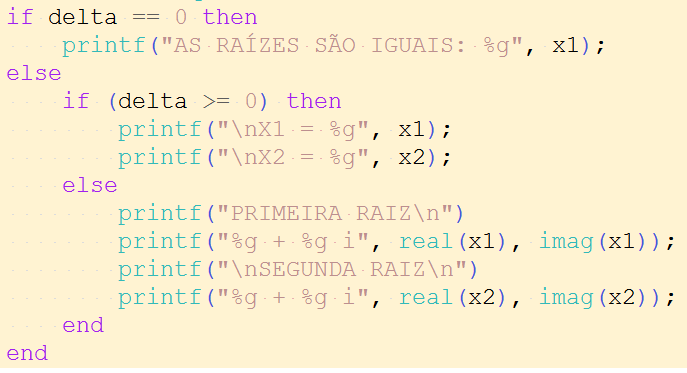 if delta == 0 then
    printf("AS RAÍZES SÃO IGUAIS: %g", x1);
else
    if (delta >= 0) then
        printf("\nX1 = %g", x1);
        printf("\nX2 = %g", x2);
    else
        printf("PRIMEIRA RAIZ\n")
        printf("%g + %g i", real(x1), imag(x1));
        printf("\nSEGUNDA RAIZ\n")
        printf("%g + %g i", real(x2), imag(x2));
    end
end